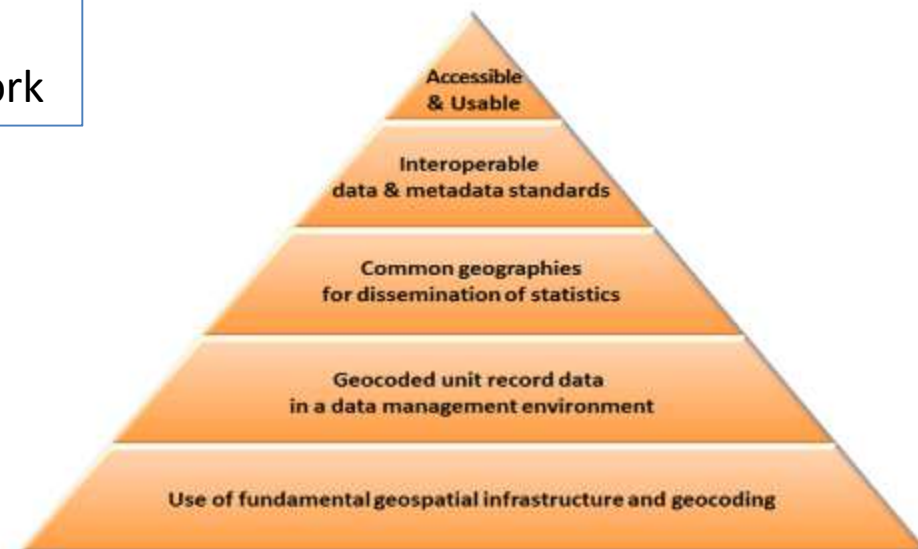 ork
Accessible
& Usable
Interoperable
data & metadata standards
Common geographies
for dissemination of statistics
Geocoded unit record data
in a data management environment
Use of fundamental geospatial infrastructure and geocoding